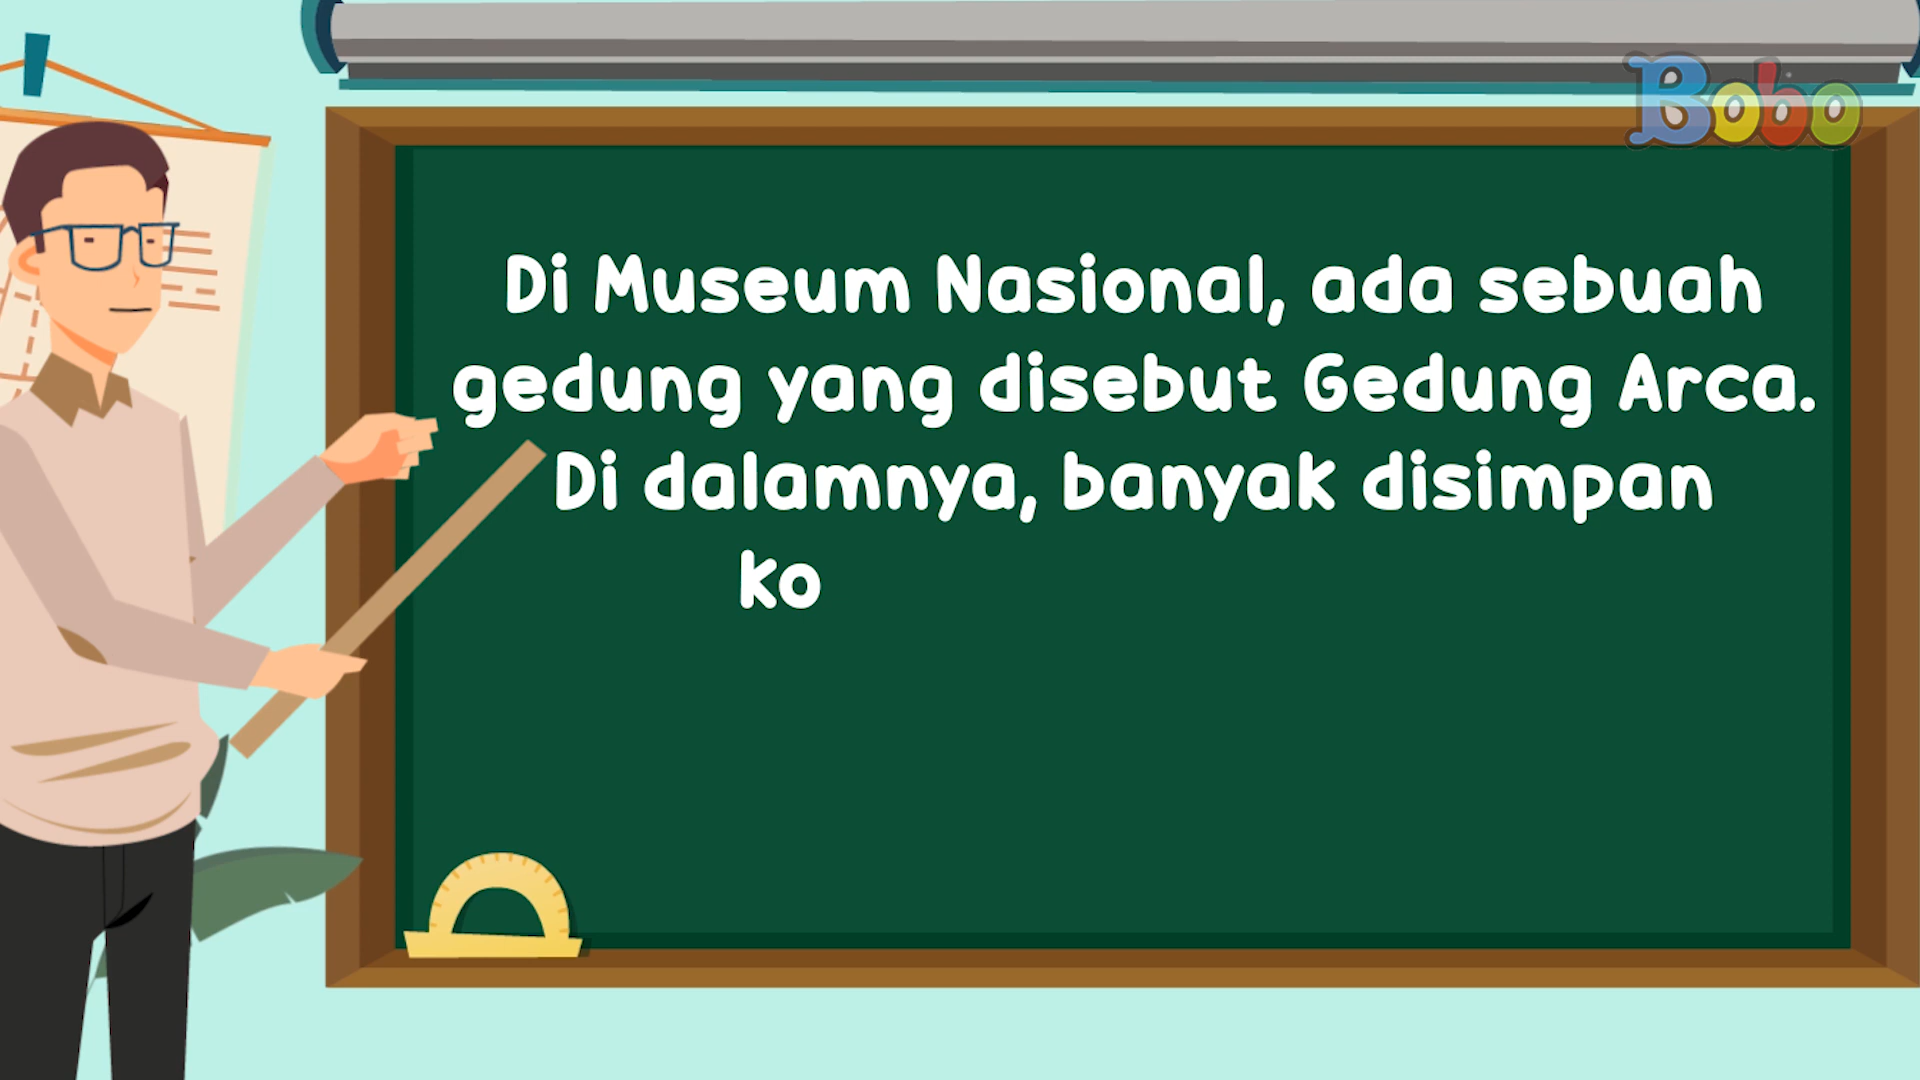 Bobo
Di Museum Nasional, ada sebuah
gedung yang disebut Gedung Arca.
Di dalamnya, banyak disimpan
ko